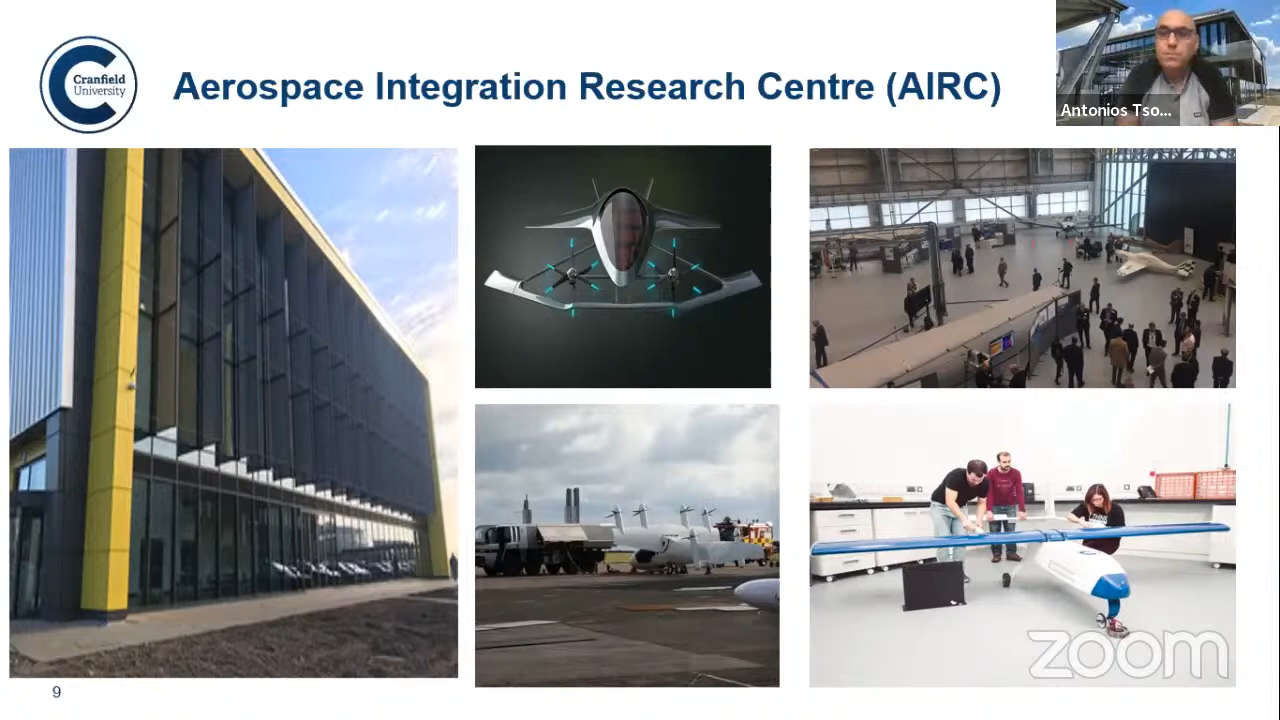 Cranfield
University
Aerospace Integration Research Centre (AIRC)
Antonios Tso...
zoom
9